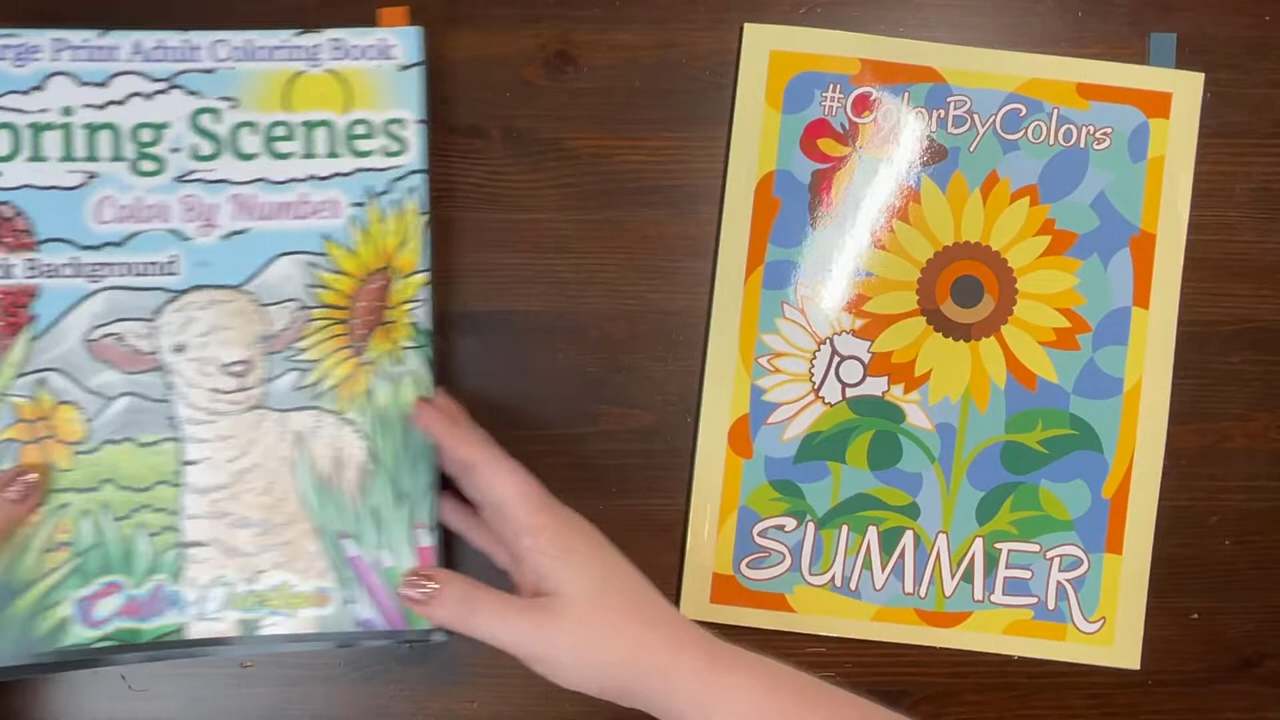 rge Print Adult Coloring Book
pring Scenes
Color By Number
k Background
#ColorByColors
SUMMER